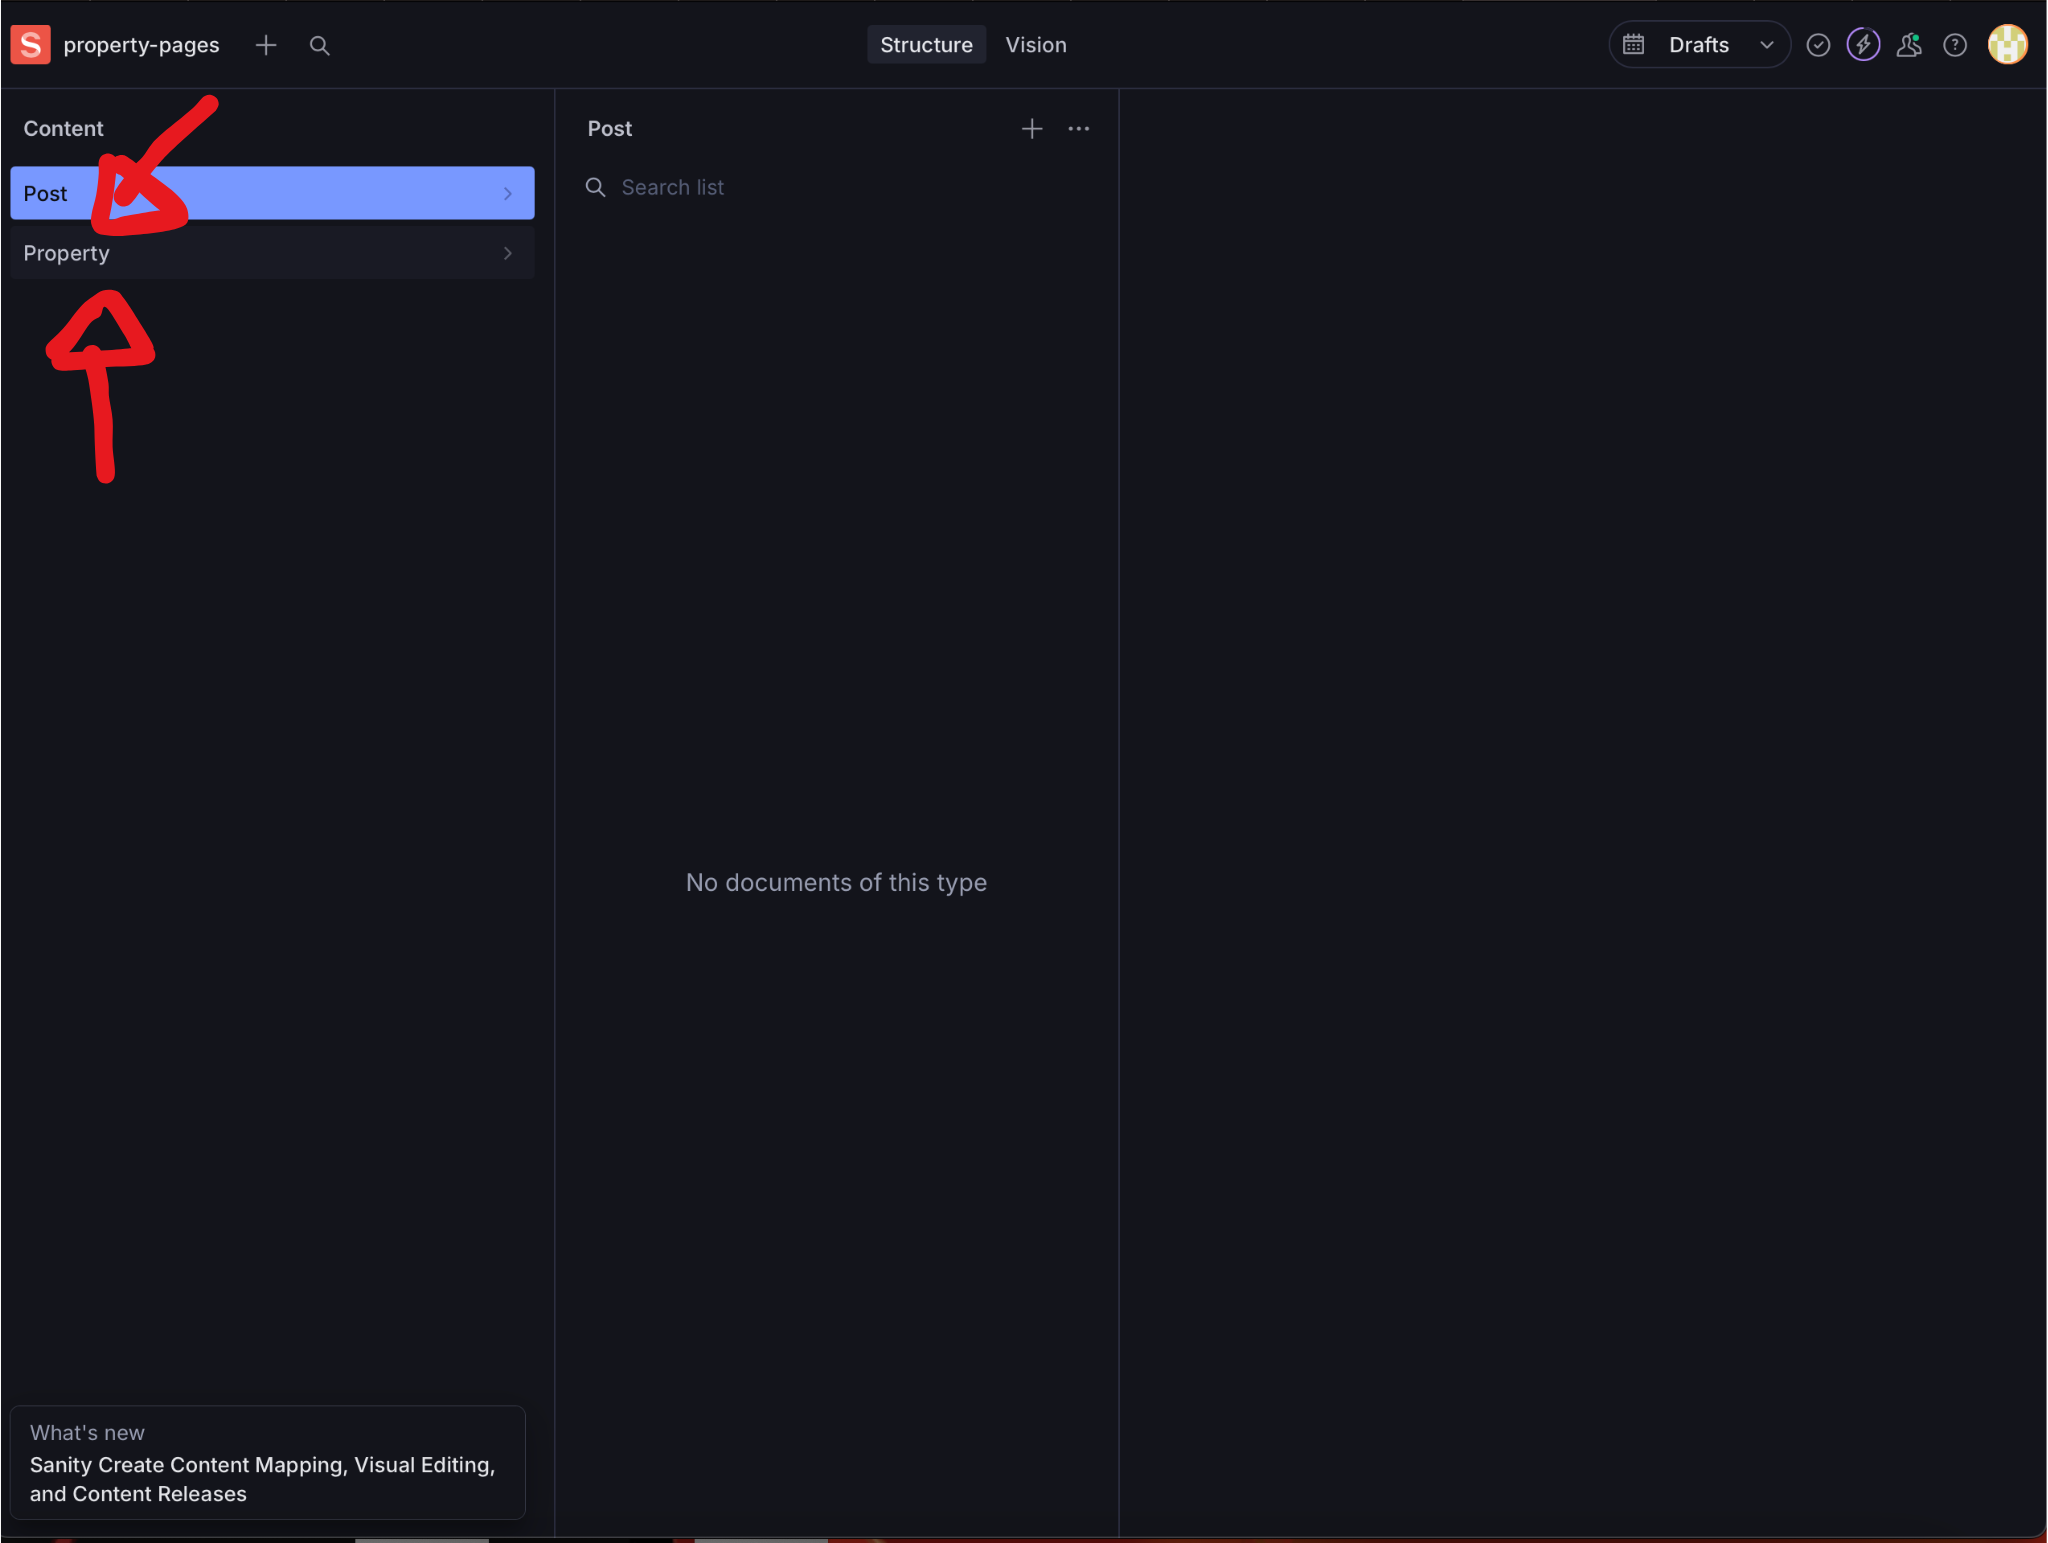 S property-pages
Structure Vision
Drafts
Content
Post
Property
Post
Search list
No documents of this type
What's new
Sanity Create Content Mapping, Visual Editing,
and Content Releases